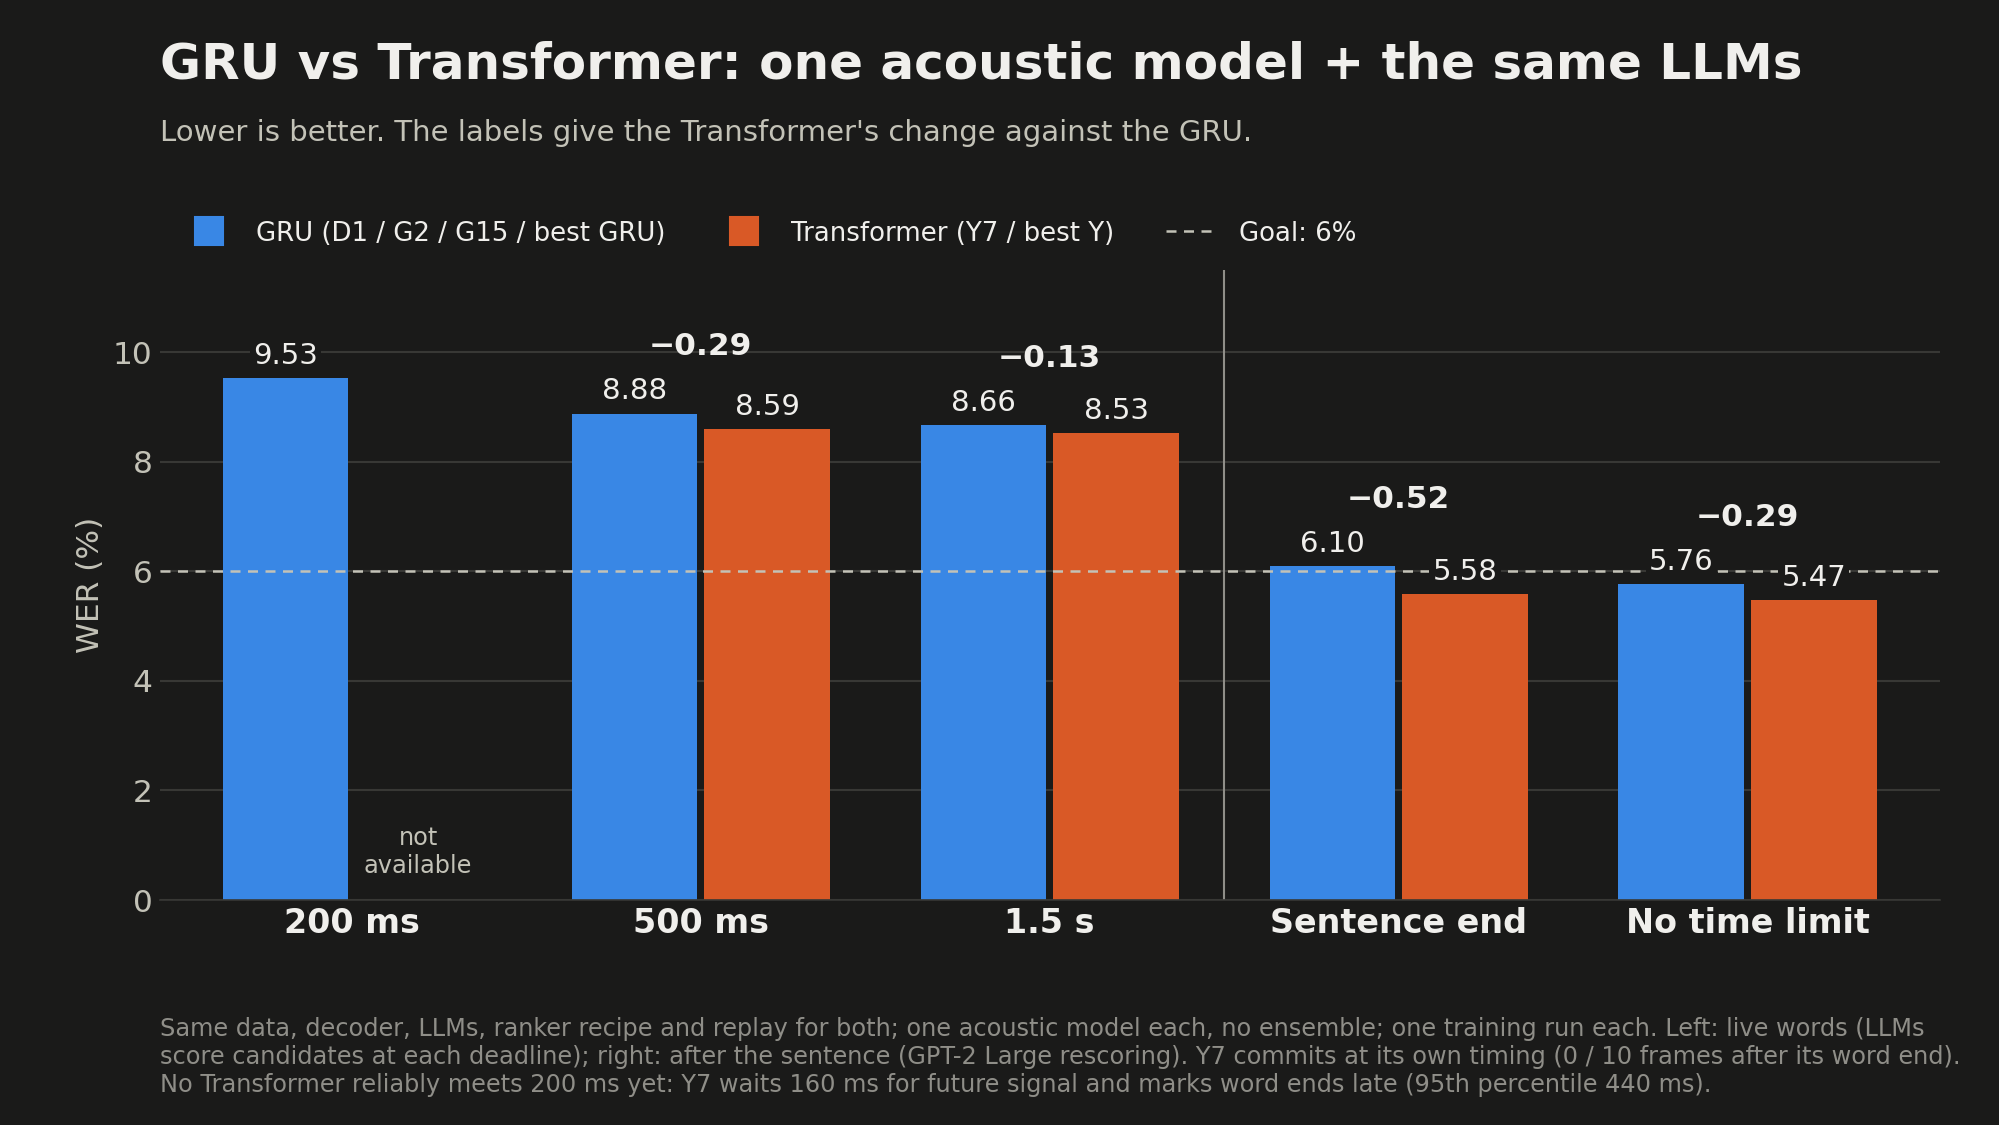 GRU vs Transformer: one acoustic model + the same LLMs
Lower is better. The labels give the Transformer's change against the GRU.
GRU (D1 / G2 / G15 / best GRU)
Transformer (Y7 / best Y)
Goal: 6%
WER (%)
10
8
6
4
2
0
9.53
not
available
−0.29
8.88
8.59
−0.13
8.66
8.53
−0.52
6.10
5.58
−0.29
5.76
5.47
200 ms
500 ms
1.5 s
Sentence end
No time limit
Same data, decoder, LLMs, ranker recipe and replay for both; one acoustic model each, no ensemble; one training run each. Left: live words (LLMs
score candidates at each deadline); right: after the sentence (GPT-2 Large rescoring). Y7 commits at its own timing (0 / 10 frames after its word end).
No Transformer reliably meets 200 ms yet: Y7 waits 160 ms for future signal and marks word ends late (95th percentile 440 ms).